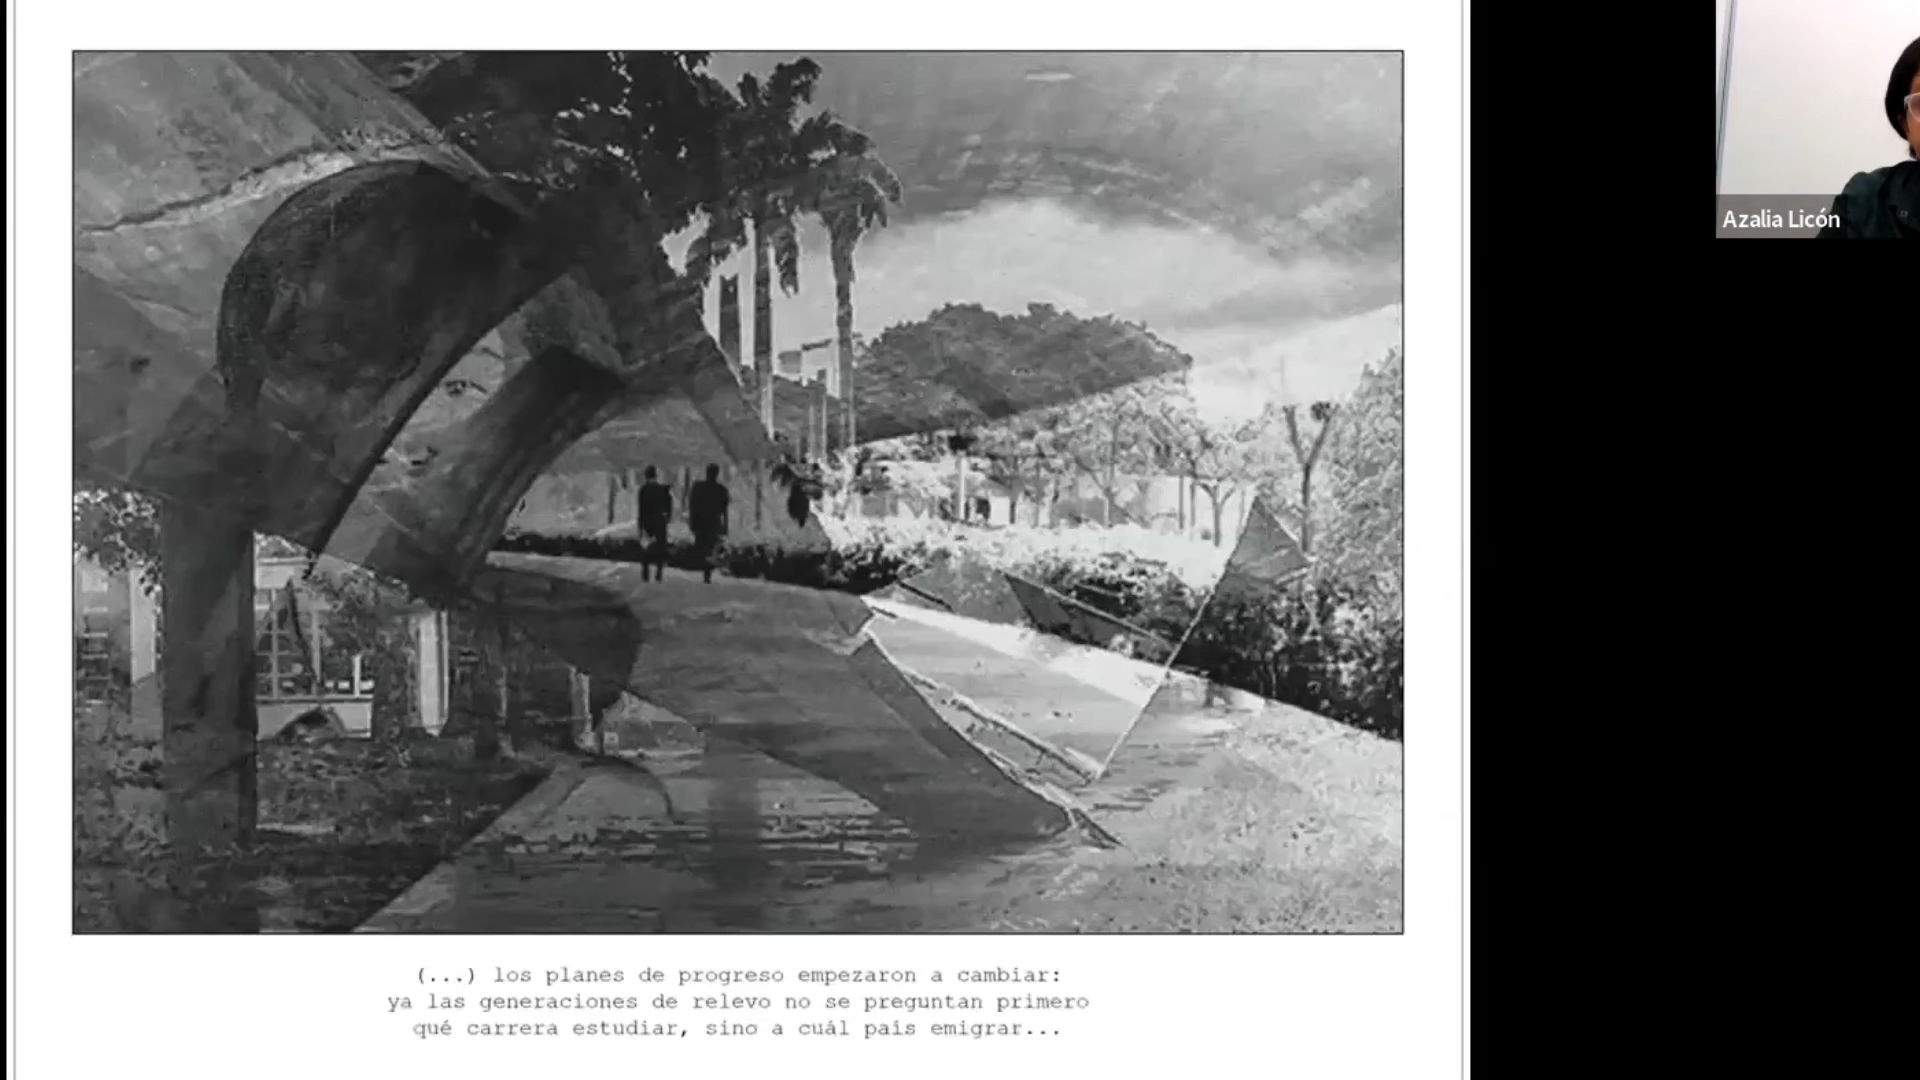 (...) los planes de progreso empezaron a cambiar:
ya las generaciones de relevo no se preguntan primero
qué carrera estudiar, sino a cuál país emigrar...
Azalia Licón